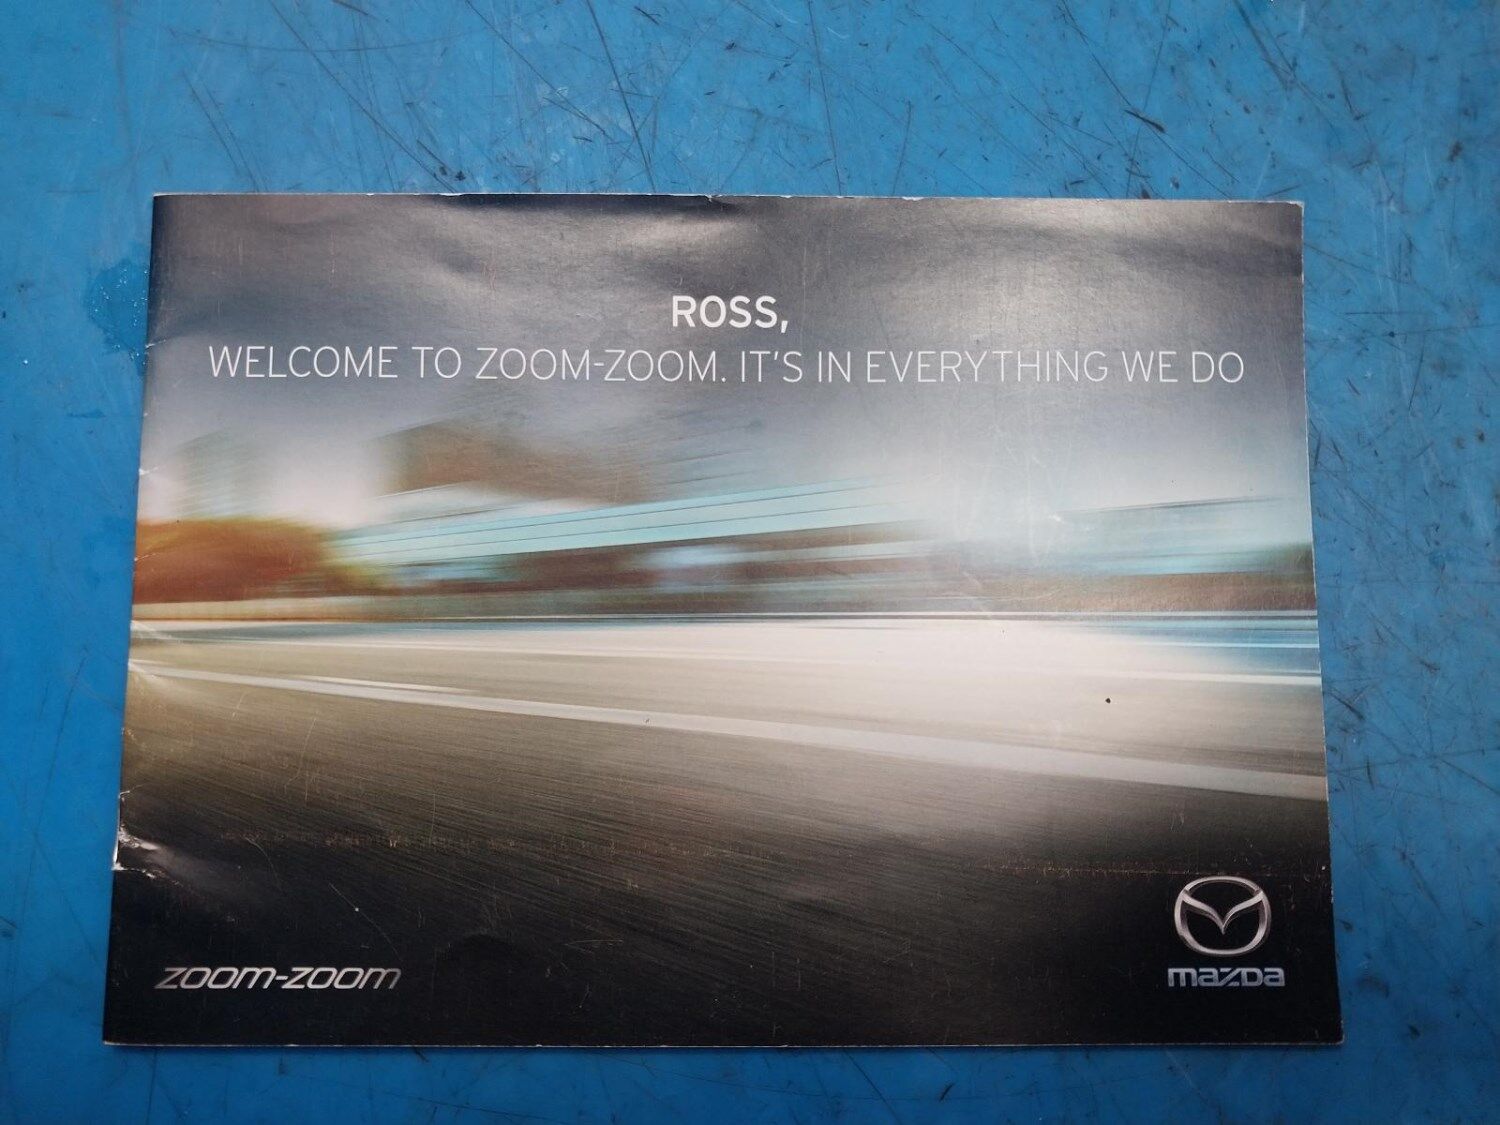 ROSS,
WELCOME TO ZOOM-ZOOM. IT'S IN EVERYTHING WE DO
zoom-zoom
mazda